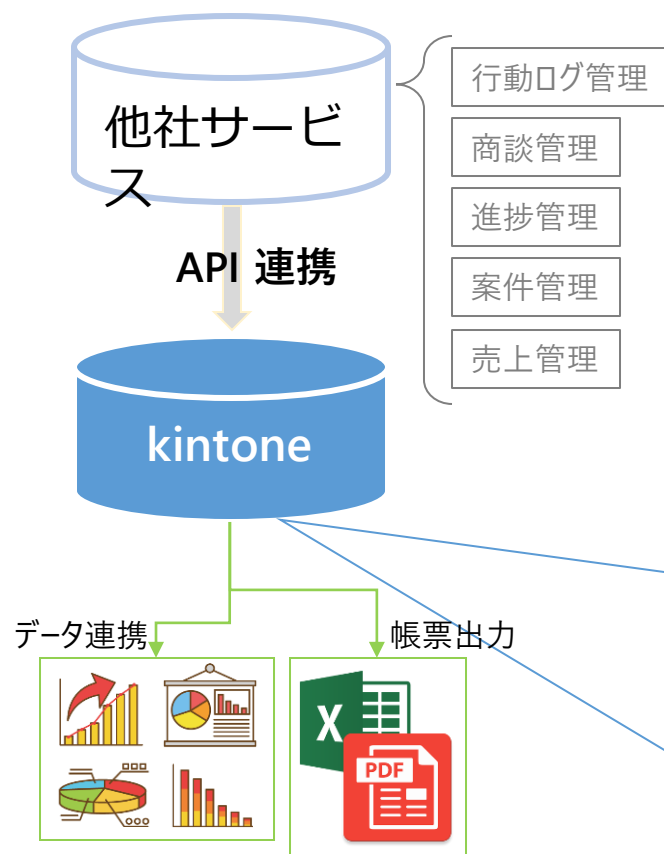 他社サービ
ス
行動ログ管理
商談管理
進捗管理
案件管理
売上管理
API 連携
kintone
データ連携
帳票出力
X
PDF